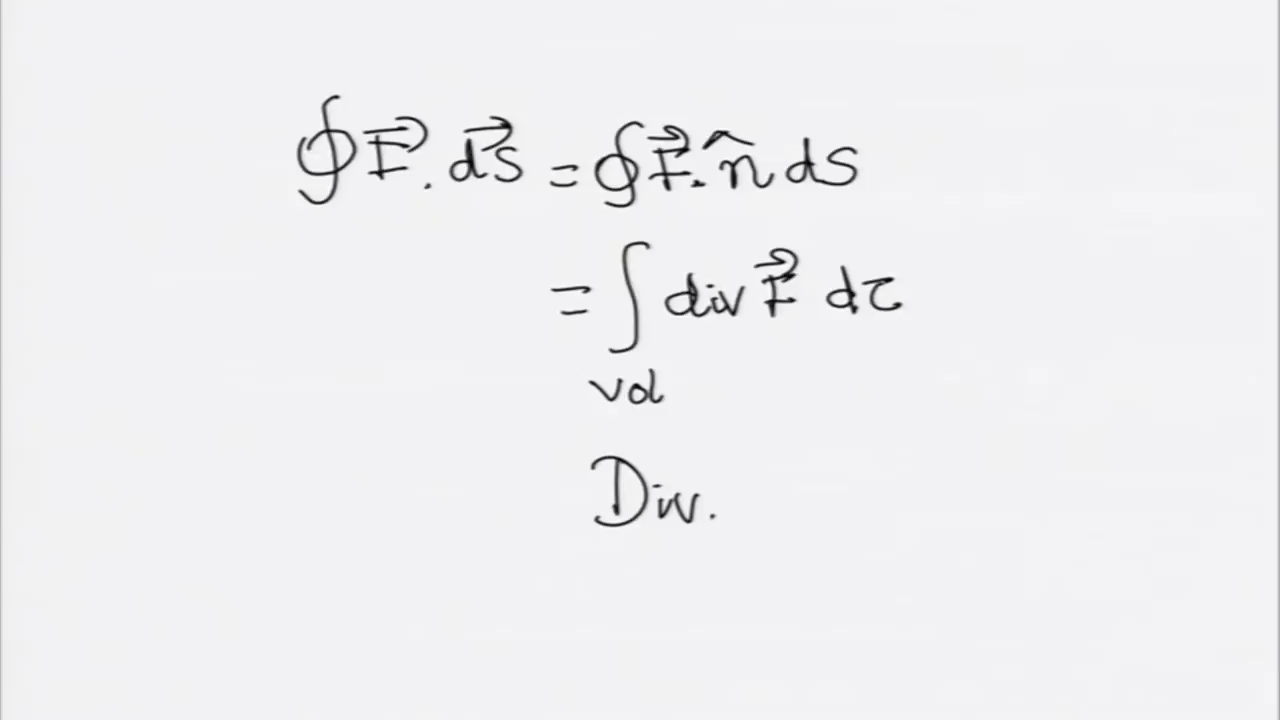 ∮F⃗.dS⃗ = ∮F⃗.n̂ dS
= ∫ div F⃗ dτ
vol
Div.